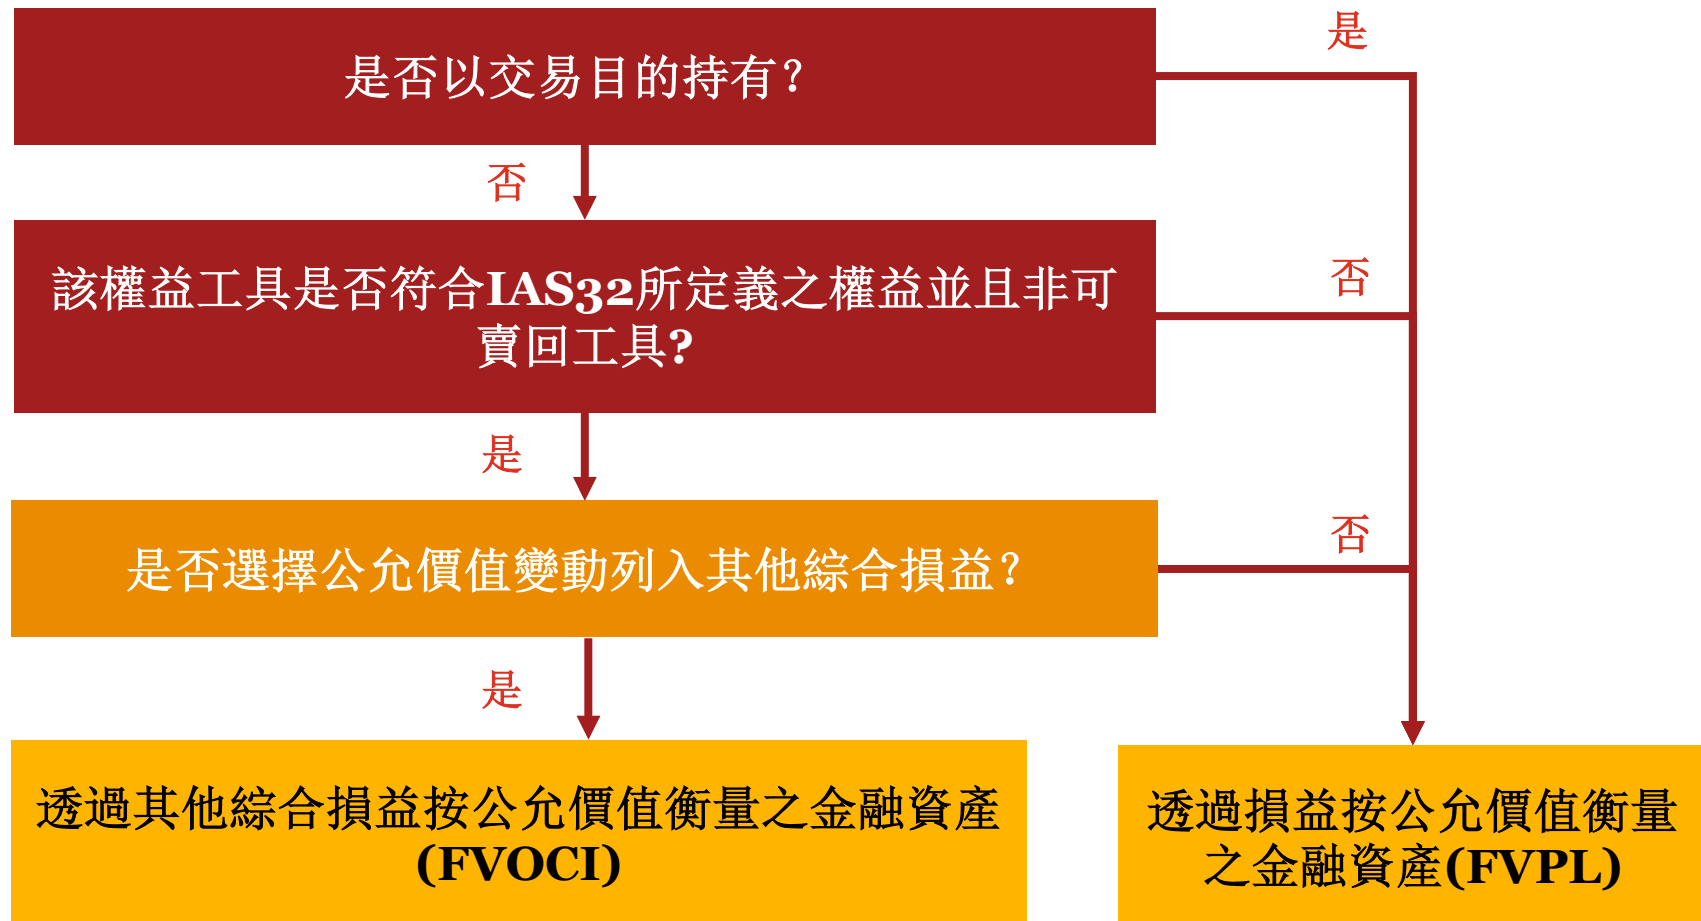 是否以交易目的持有？
是
否
該權益工具是否符合IAS32所定義之權益並且非可
賣回工具?
否
是
是否選擇公允價值變動列入其他綜合損益？
否
是
透過其他綜合損益按公允價值衡量之金融資產
(FVOCI)
透過損益按公允價值衡量
之金融資產(FVPL)